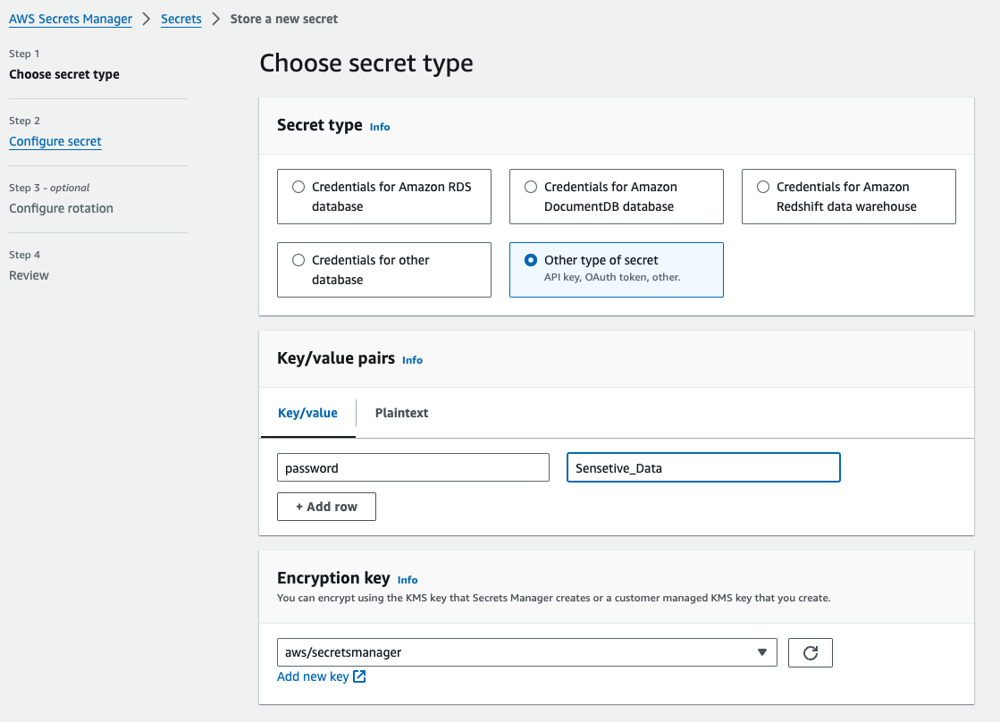 AWS Secrets Manager > Secrets > Store a new secret
Step 1
Choose secret type
Step 2
Configure secret
Step 3 - optional
Configure rotation
Step 4
Review
Choose secret type
Secret type Info
Credentials for Amazon RDS
database
Credentials for Amazon
DocumentDB database
Credentials for Amazon
Redshift data warehouse
Credentials for other
database
Other type of secret
API key, OAuth token, other.
Key/value pairs Info
Key/value Plaintext
password Sensetive_Data
+ Add row
Encryption key Info
You can encrypt using the KMS key that Secrets Manager creates or a customer managed KMS key that you create.
aws/secretsmanager
Add new key